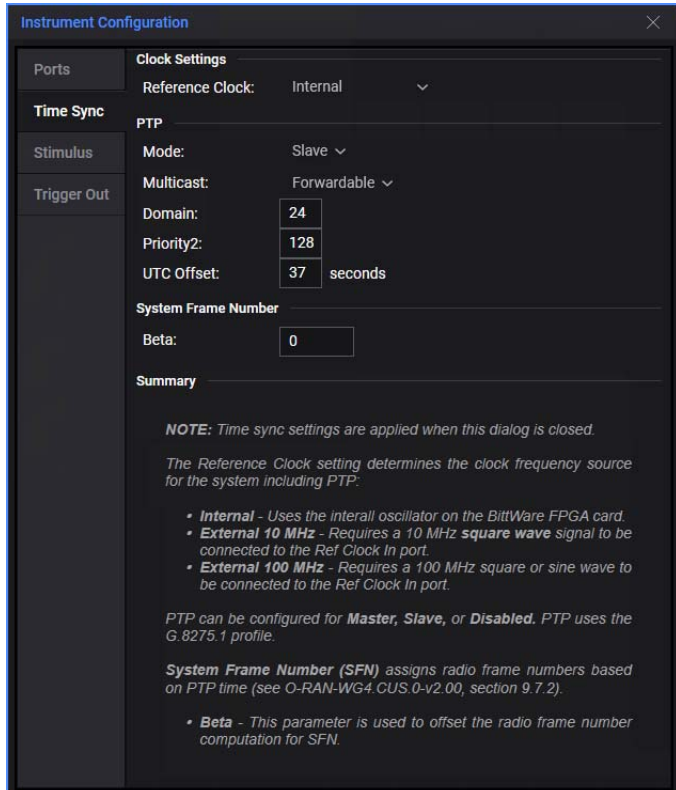 Instrument Configuration
Ports
Time Sync
Stimulus
Trigger Out
Clock Settings
Reference Clock: Internal
PTP
Mode: Slave
Multicast: Forwardable
Domain: 24
Priority2: 128
UTC Offset: 37 seconds
System Frame Number
Beta: 0
Summary
NOTE: Time sync settings are applied when this dialog is closed.
The Reference Clock setting determines the clock frequency source
for the system including PTP:
• Internal - Uses the interall oscillator on the BittWare FPGA card.
• External 10 MHz - Requires a 10 MHz square wave signal to be
connected to the Ref Clock In port.
• External 100 MHz - Requires a 100 MHz square or sine wave to
be connected to the Ref Clock In port.
PTP can be configured for Master, Slave, or Disabled. PTP uses the
G.8275.1 profile.
System Frame Number (SFN) assigns radio frame numbers based
on PTP time (see O-RAN-WG4.CUS.0-v2.00, section 9.7.2).
• Beta - This parameter is used to offset the radio frame number
computation for SFN.